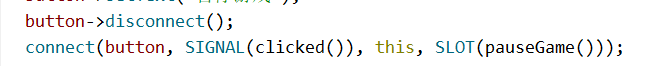 button->disconnect();
connect(button, SIGNAL(clicked()), this, SLOT(pauseGame()));